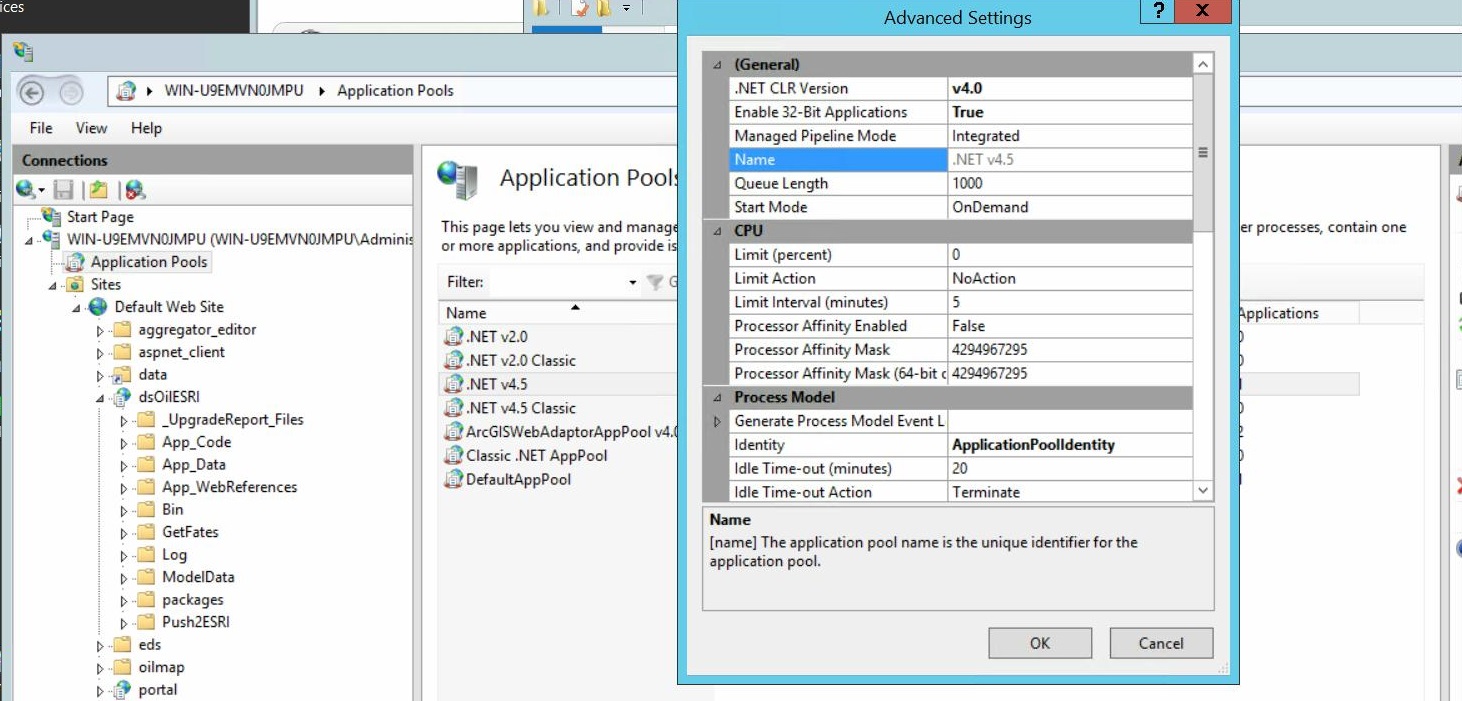 ices
Advanced Settings
?
X
WIN-U9EMVN0JMPU
Application Pools
File
View
Help
Connections
Start Page
WIN-U9EMVN0JMPU (WIN-U9EMVN0JMPU\Adminis
Application Pools
Sites
Default Web Site
aggregator_editor
aspnet_client
data
dsOilESRI
_UpgradeReport_Files
App_Code
App_Data
App_WebReferences
Bin
GetFates
Log
ModelData
packages
Push2ESRI
eds
oilmap
portal
Application Pools
This page lets you view and manage
er processes, contain one
or more applications, and provide is
Filter:
G
Name
Applications
.NET v2.0
.NET v2.0 Classic
.NET v4.5
.NET v4.5 Classic
ArcGISWebAdaptorAppPool v4.0
Classic .NET AppPool
DefaultAppPool
(General)
.NET CLR Version v4.0
Enable 32-Bit Applications True
Managed Pipeline Mode Integrated
Name .NET v4.5
Queue Length 1000
Start Mode OnDemand
CPU
Limit (percent) 0
Limit Action NoAction
Limit Interval (minutes) 5
Processor Affinity Enabled False
Processor Affinity Mask 4294967295
Processor Affinity Mask (64-bit c 4294967295
Process Model
Generate Process Model Event L
Identity ApplicationPoolIdentity
Idle Time-out (minutes) 20
Idle Time-out Action Terminate
Name
[name] The application pool name is the unique identifier for the
application pool.
OK
Cancel